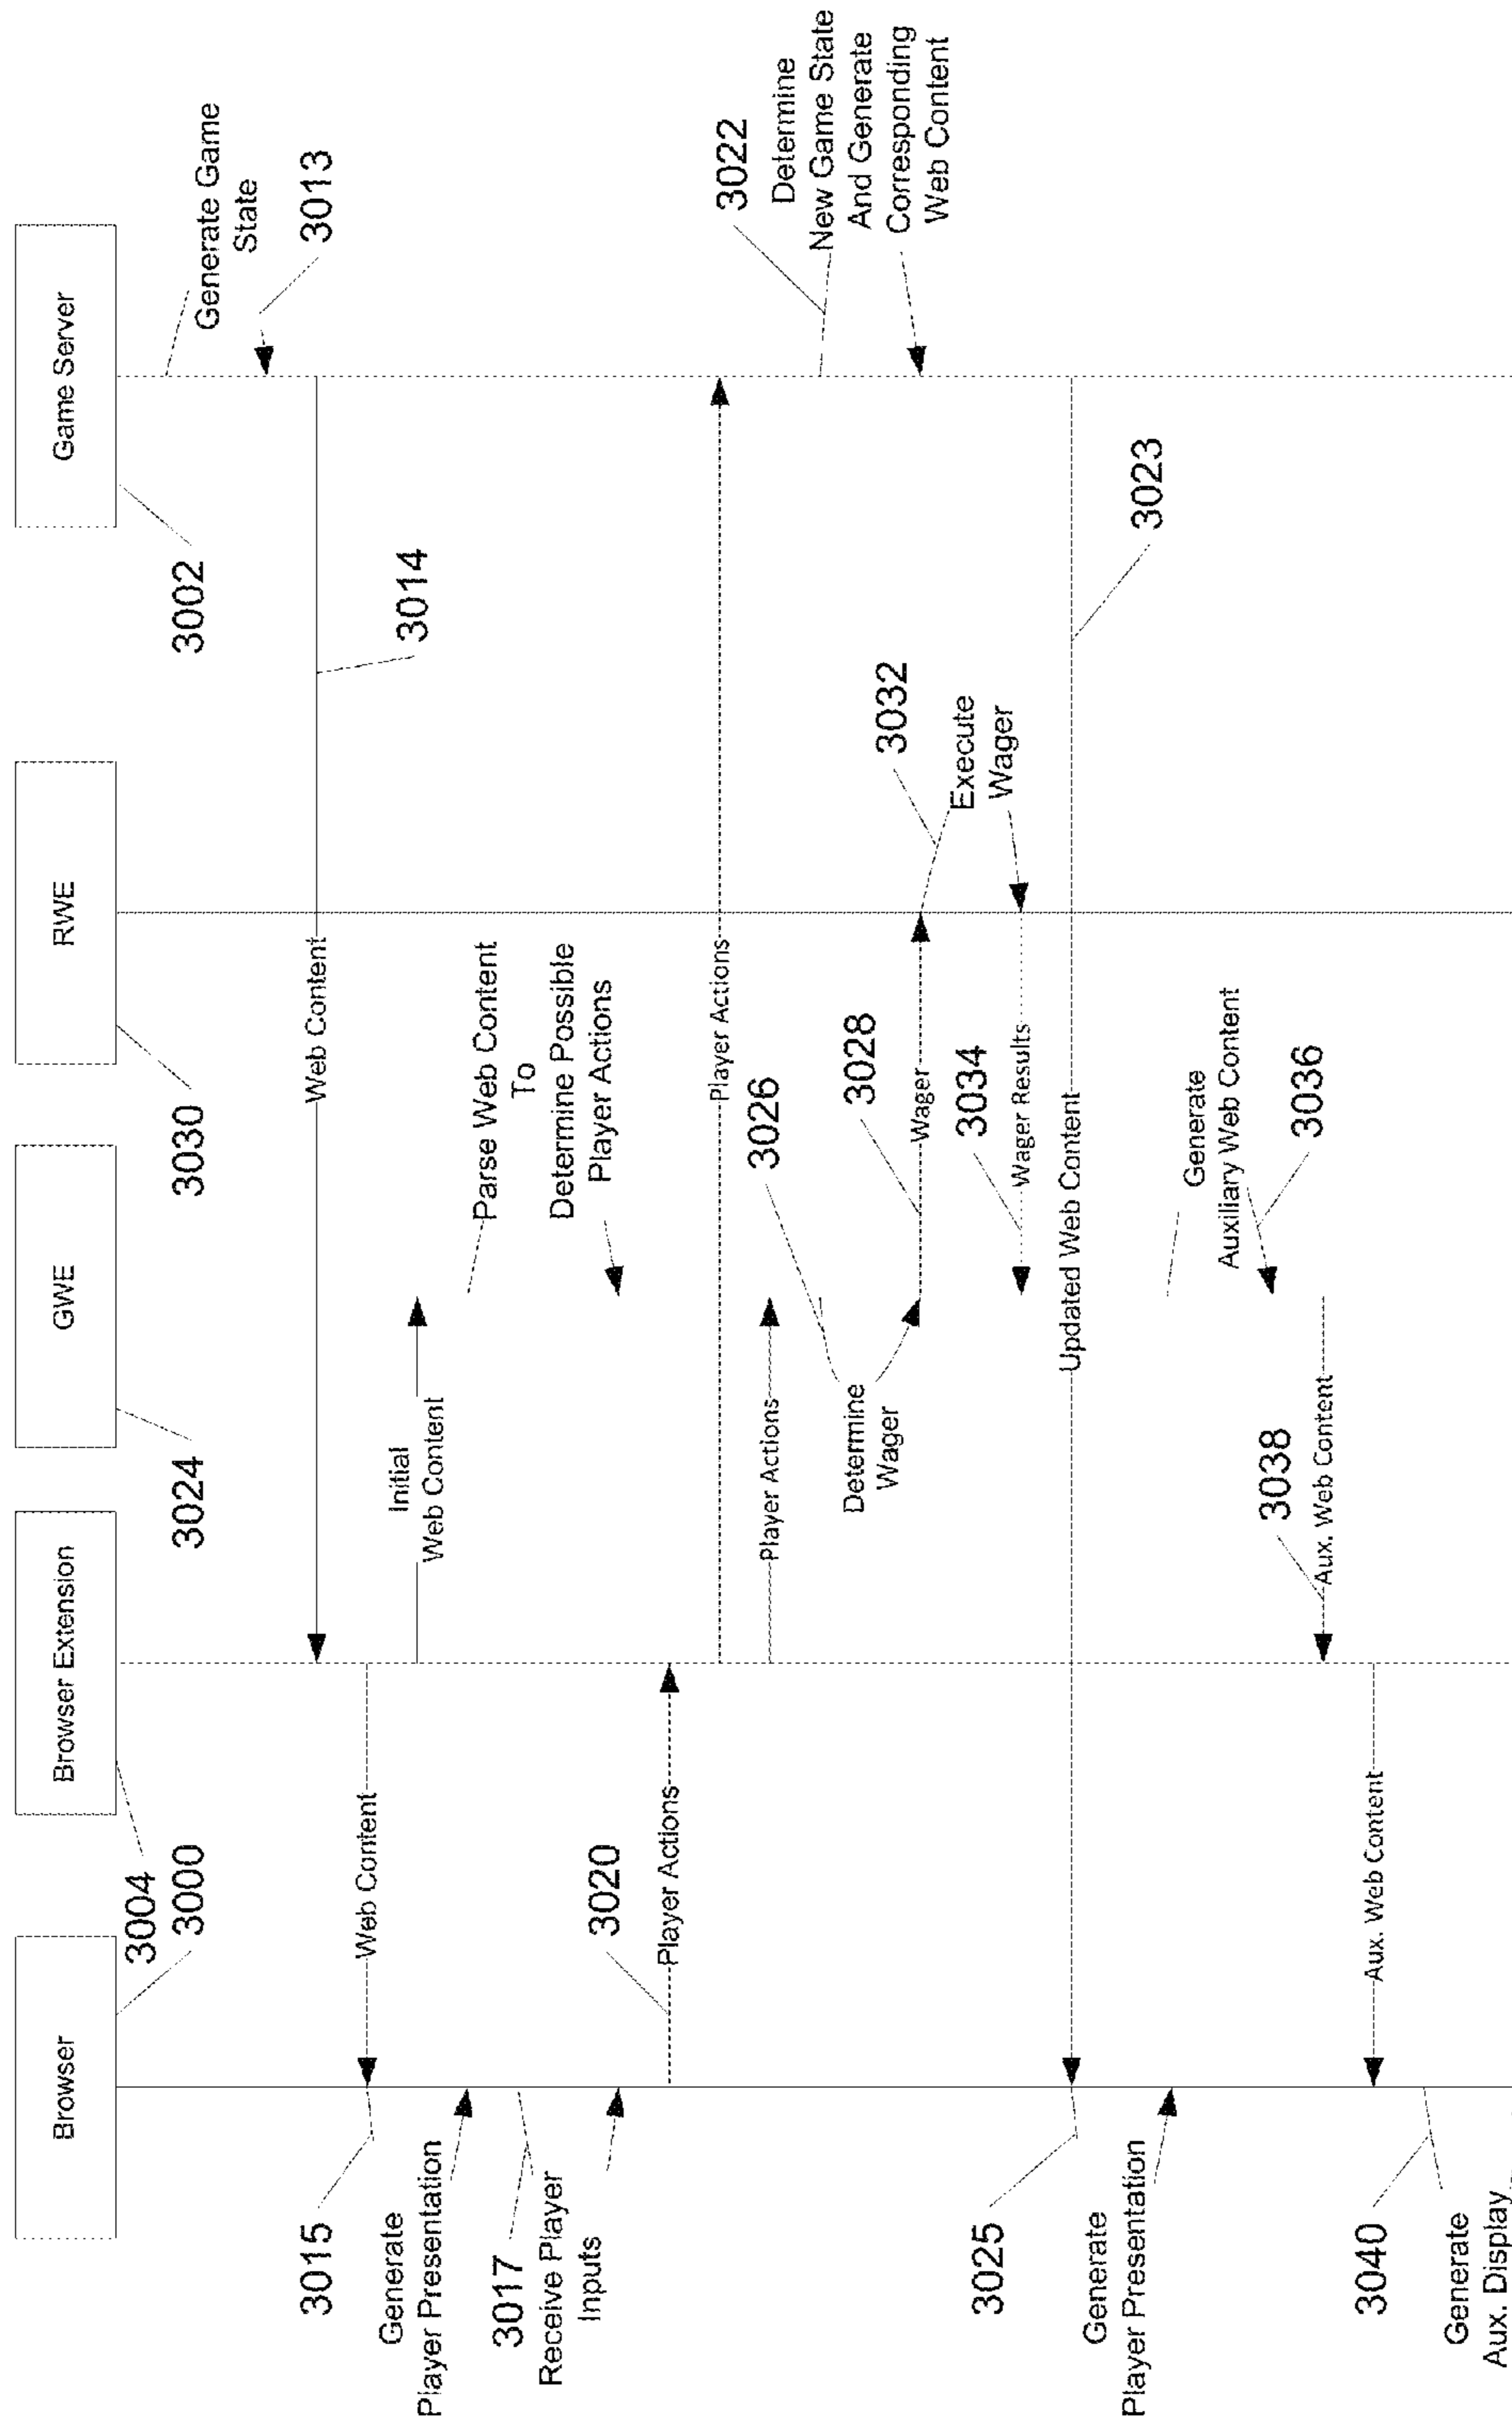 Browser
Browser Extension
GWE
RWE
Game Server
3004
3000
3024
3030
3002
Generate Game
State
3013
Web Content
3014
Web Content
3015
Generate
Player Presentation
Initial
Web Content
Parse Web Content
To
Determine Possible
Player Actions
3017
Receive Player
Inputs
3020
Player Actions
Player Actions
Player Actions
3022
Determine
New Game State
And Generate
Corresponding
Web Content
3026
Determine
Wager
3028
Wager
3032
Execute
Wager
3034
Wager Results
Updated Web Content
3023
3025
Generate
Player Presentation
Generate
Auxiliary Web Content
3036
3038
Aux. Web Content
Aux. Web Content
3040
Generate
Aux. Display